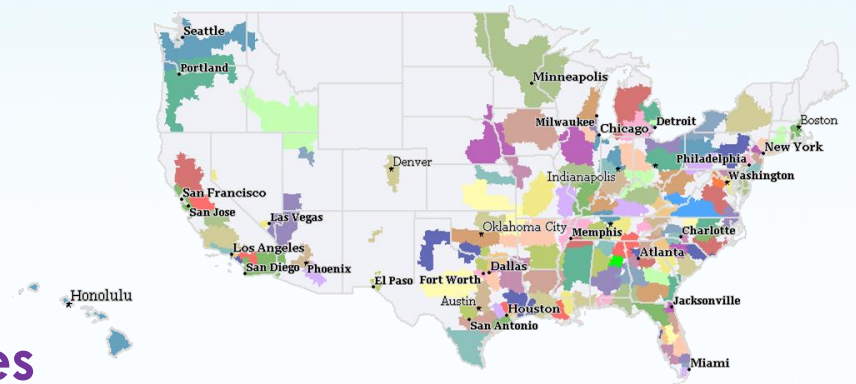 Seattle
Portland
Minneapolis
Milwaukee
Chicago
Detroit
Boston
New York
Philadelphia
Washington
Indianapolis
Denver
San Francisco
San Jose
Las Vegas
Los Angeles
San Diego
Phoenix
Oklahoma City
Memphis
Charlotte
Atlanta
El Paso
Fort Worth
Dallas
Austin
Houston
San Antonio
Jacksonville
Miami
Honolulu
es